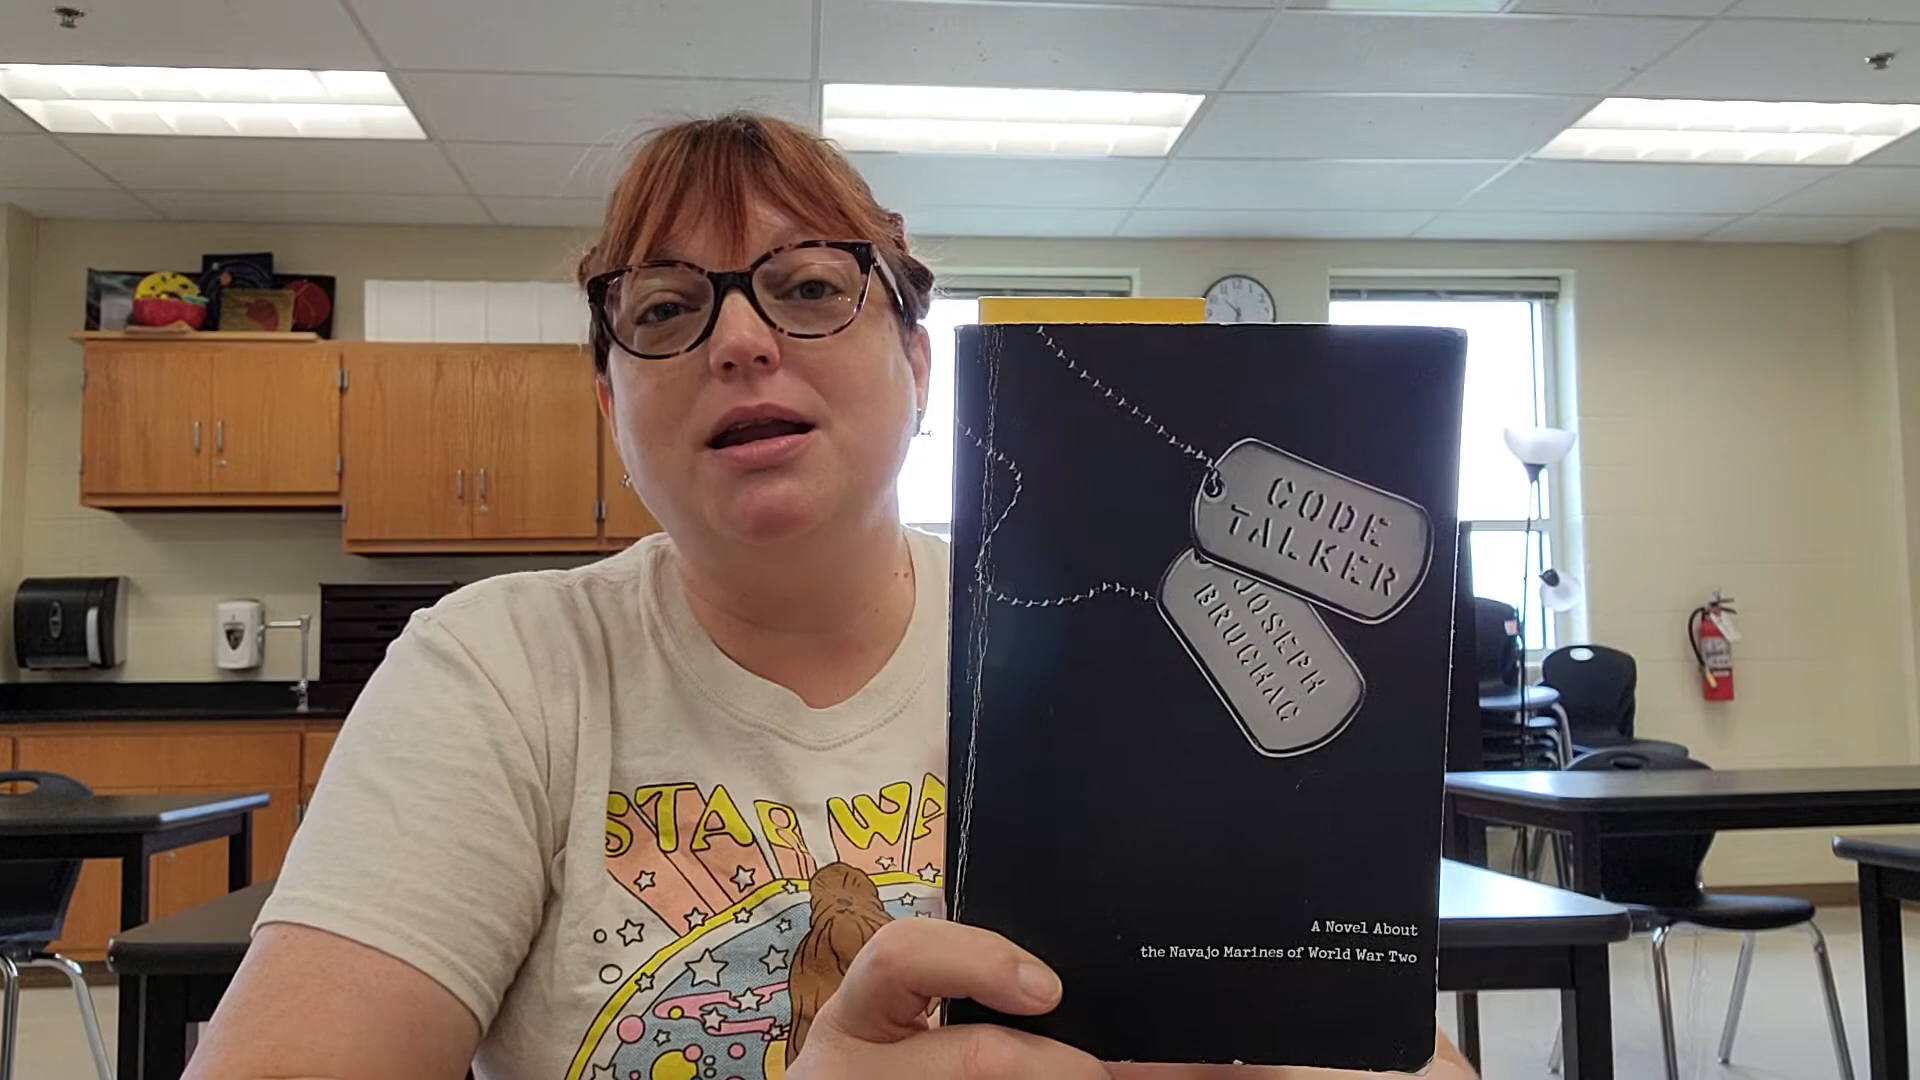 CODE
TALKER
JOSEPH
BRUCHAC
A Novel About
the Navajo Marines of World War Two
STAR WA